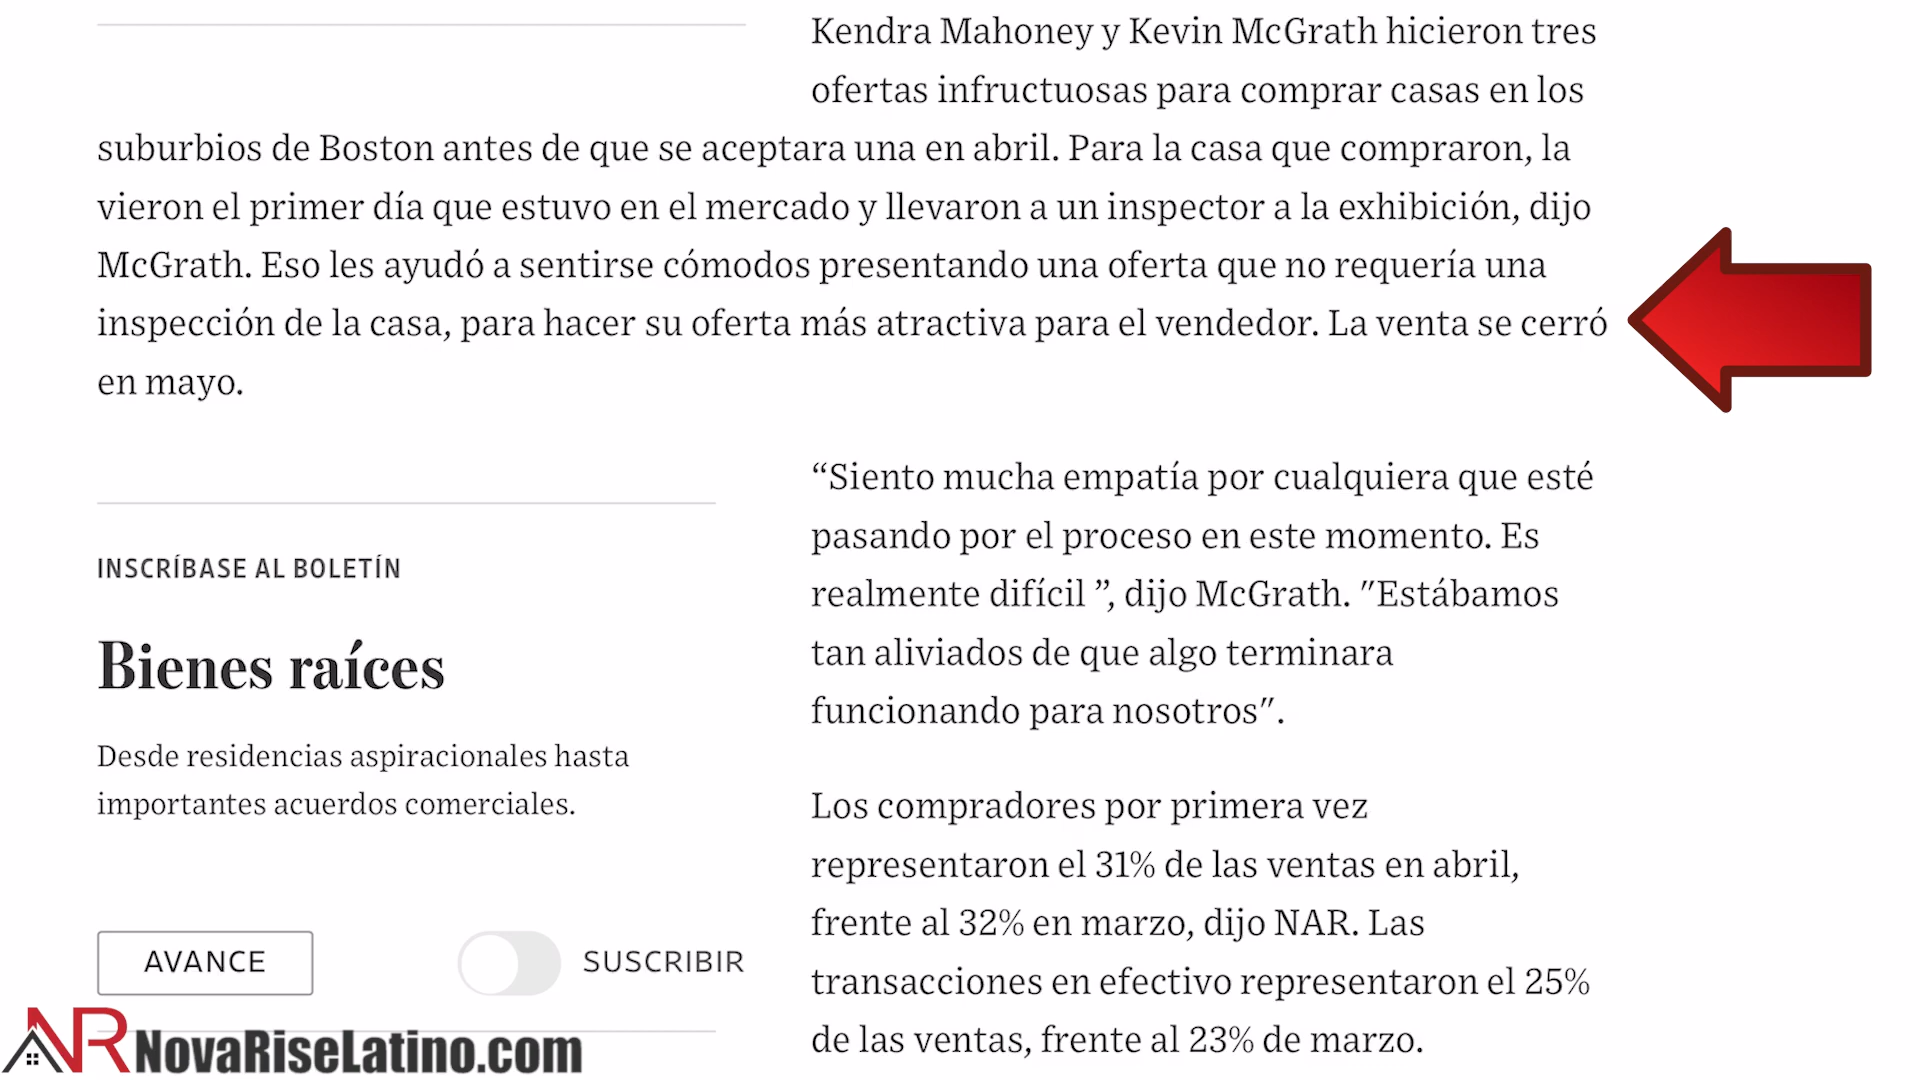 Kendra Mahoney y Kevin McGrath hicieron tres
ofertas infructuosas para comprar casas en los
suburbios de Boston antes de que se aceptara una en abril. Para la casa que compraron, la
vieron el primer día que estuvo en el mercado y llevaron a un inspector a la exhibición, dijo
McGrath. Eso les ayudó a sentirse cómodos presentando una oferta que no requería una
inspección de la casa, para hacer su oferta más atractiva para el vendedor. La venta se cerró
en mayo.
“Siento mucha empatía por cualquiera que esté
pasando por el proceso en este momento. Es
realmente difícil ”, dijo McGrath. "Estábamos
tan aliviados de que algo terminara
funcionando para nosotros".
Los compradores por primera vez
representaron el 31% de las ventas en abril,
frente al 32% en marzo, dijo NAR. Las
transacciones en efectivo representaron el 25%
de las ventas, frente al 23% de marzo.
INSCRÍBASE AL BOLETÍN
Bienes raíces
Desde residencias aspiracionales hasta
importantes acuerdos comerciales.
AVANCE
SUSCRIBIR
NR NovaRiseLatino.com